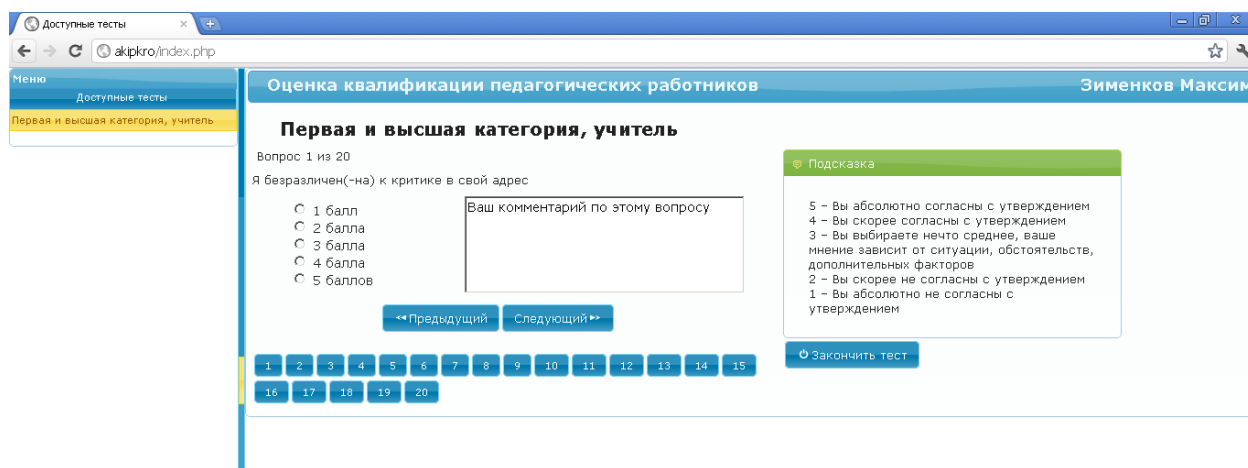 Доступные тесты
akipkro/index.php
Меню
Доступные тесты
Первая и высшая категория, учитель
Оценка квалификации педагогических работников
Зименков Максим
Первая и высшая категория, учитель
Вопрос 1 из 20
Я безразличен(-на) к критике в свой адрес
1 балл
2 балла
3 балла
4 балла
5 баллов
Ваш комментарий по этому вопросу
Предыдущий
Следующий
1 2 3 4 5 6 7 8 9 10 11 12 13 14 15
16 17 18 19 20
Подсказка
5 – Вы абсолютно согласны с утверждением
4 – Вы скорее согласны с утверждением
3 – Вы выбираете нечто среднее, ваше
мнение зависит от ситуации, обстоятельств,
дополнительных факторов
2 – Вы скорее не согласны с утверждением
1 – Вы абсолютно не согласны с
утверждением
Закончить тест